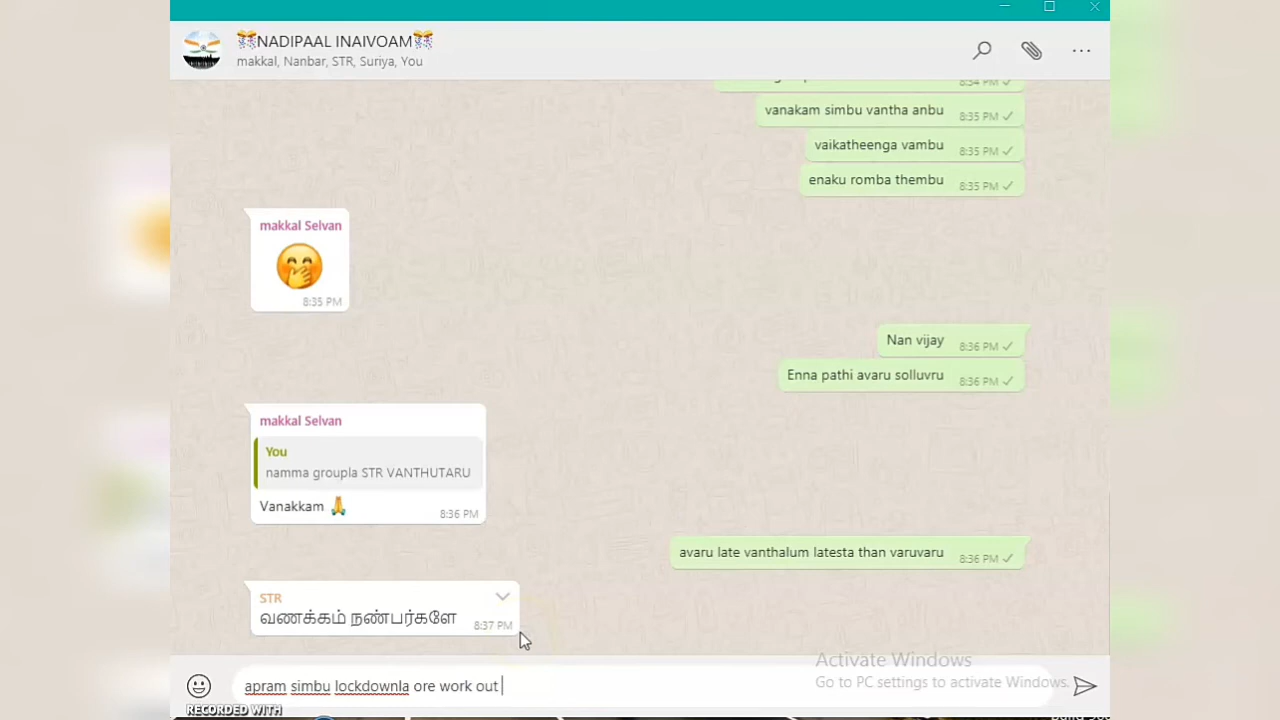 NADIPAAL INAIVOAM
makkal, Nanbar, STR, Suriya, You
8:34 PM
vanakam simbu vantha anbu
8:35 PM
vaikatheenga vambu
8:35 PM
enaku romba thembu
8:35 PM
makkal Selvan
8:35 PM
Nan vijay
8:36 PM
Enna pathi avaru solluvru
8:36 PM
makkal Selvan
You
namma groupla STR VANTHUTARU
Vanakkam 🙏
8:36 PM
avaru late vanthalum latesta than varuvaru
8:36 PM
STR
வணக்கம் நண்பர்களே
8:37 PM
Activate Windows
Go to PC settings to activate Windows.
apram simbu lockdownla ore work out
RECORDED WITH